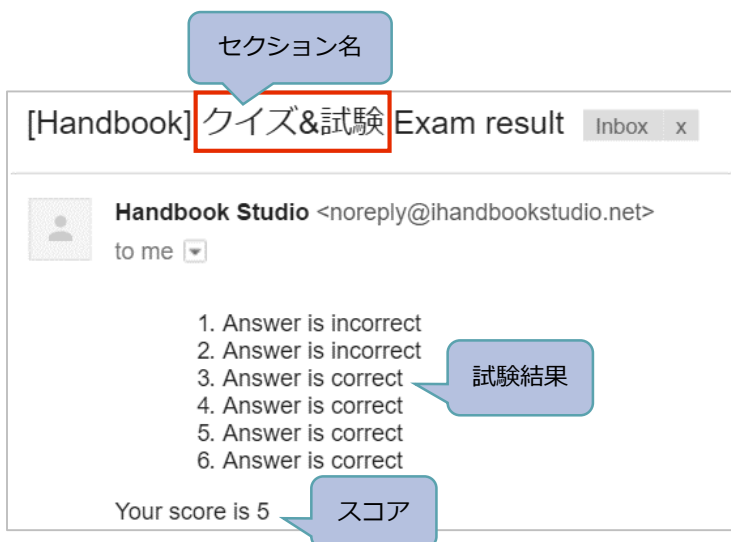 セクション名
[Handbook] クイズ&試験 Exam result Inbox x
Handbook Studio <noreply@ihandbookstudio.net>
to me
1. Answer is incorrect
2. Answer is incorrect
3. Answer is correct
試験結果
4. Answer is correct
5. Answer is correct
6. Answer is correct
Your score is 5
スコア